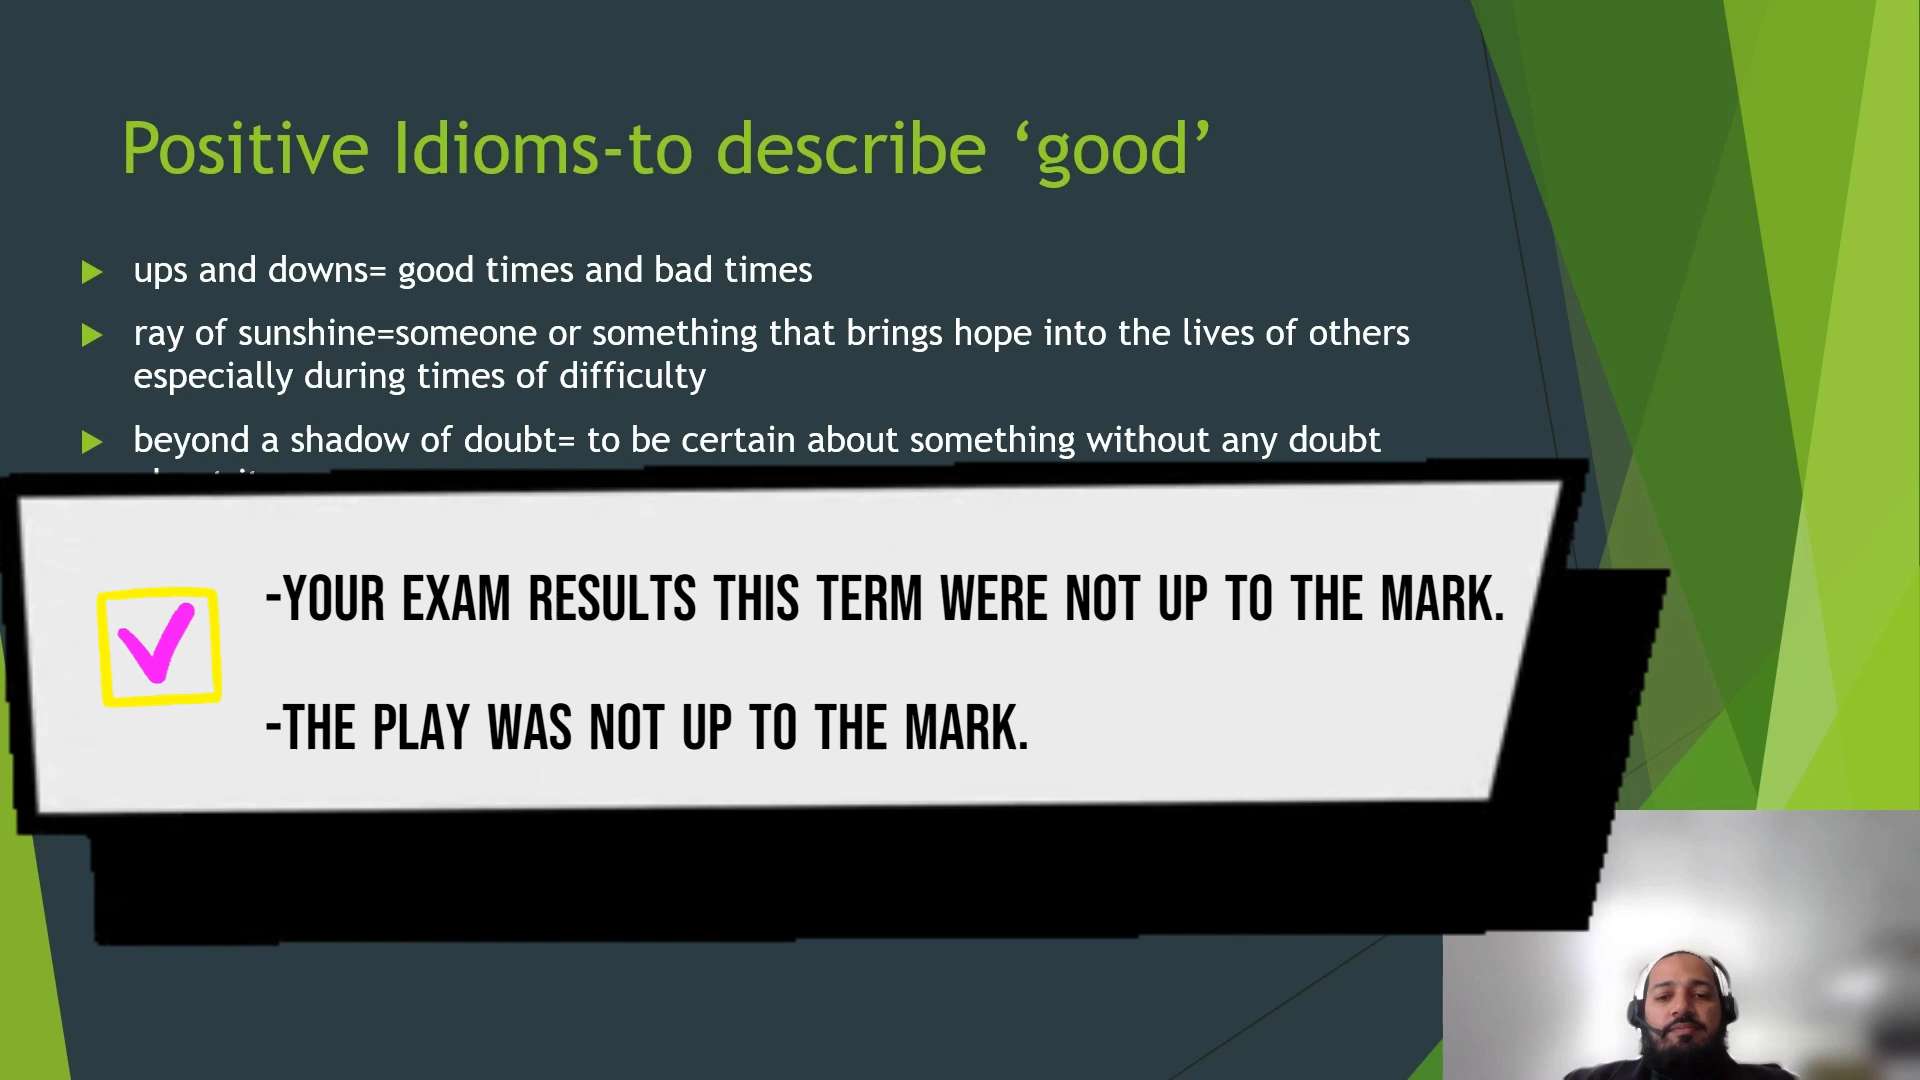 Positive Idioms-to describe ‘good’
ups and downs= good times and bad times
ray of sunshine=someone or something that brings hope into the lives of others
especially during times of difficulty
beyond a shadow of doubt= to be certain about something without any doubt
-YOUR EXAM RESULTS THIS TERM WERE NOT UP TO THE MARK.
-THE PLAY WAS NOT UP TO THE MARK.